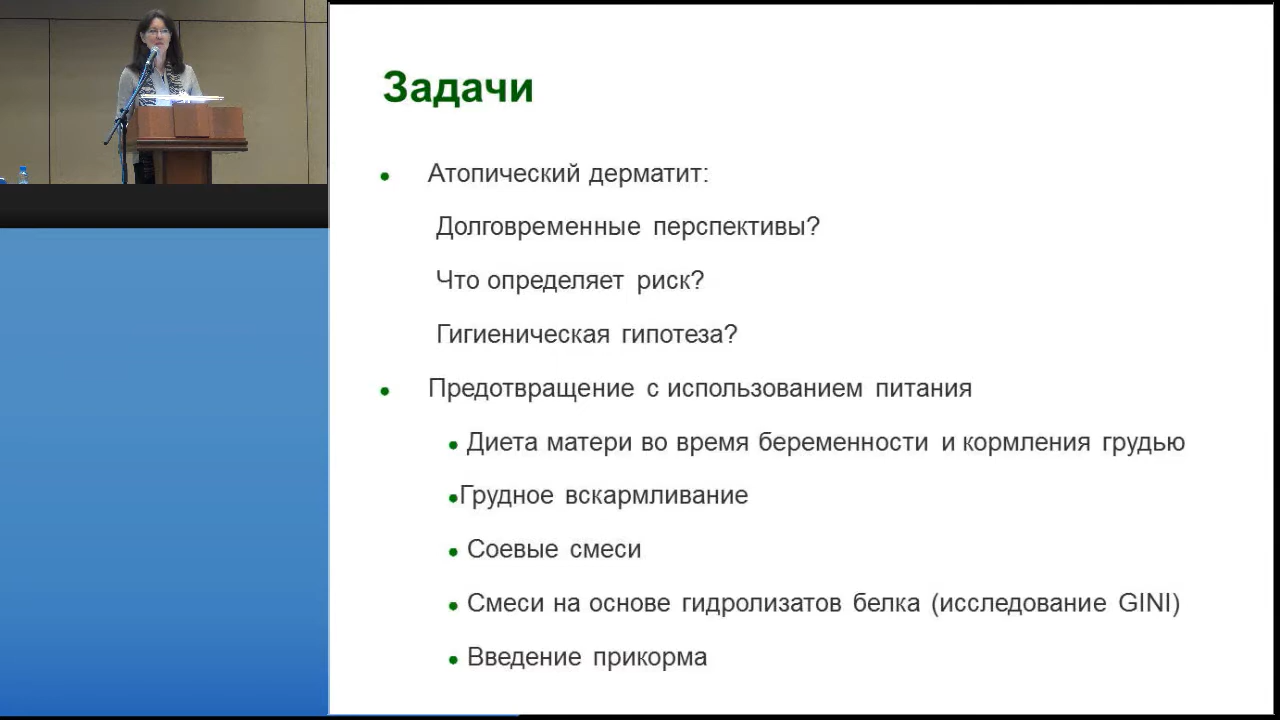 Задачи
Атопический дерматит:
Долговременные перспективы?
Что определяет риск?
Гигиеническая гипотеза?
Предотвращение с использованием питания
Диета матери во время беременности и кормления грудью
Грудное вскармливание
Соевые смеси
Смеси на основе гидролизатов белка (исследование GINI)
Введение прикорма